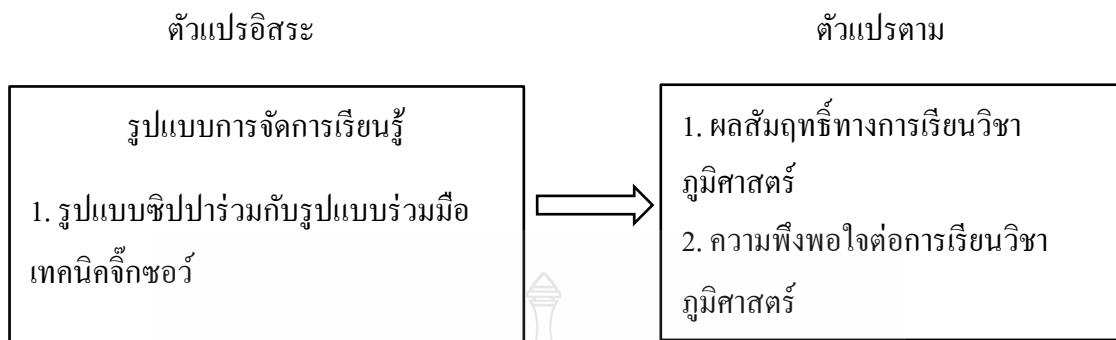 ตัวแปรอิสระ
ตัวแปรตาม
รูปแบบการจัดการเรียนรู้
1. รูปแบบซิปปาร่วมกับรูปแบบร่วมมือ
เทคนิคจิ๊กซอว์
1. ผลสัมฤทธิ์ทางการเรียนวิชา
ภูมิศาสตร์
2. ความพึงพอใจต่อการเรียนวิชา
ภูมิศาสตร์